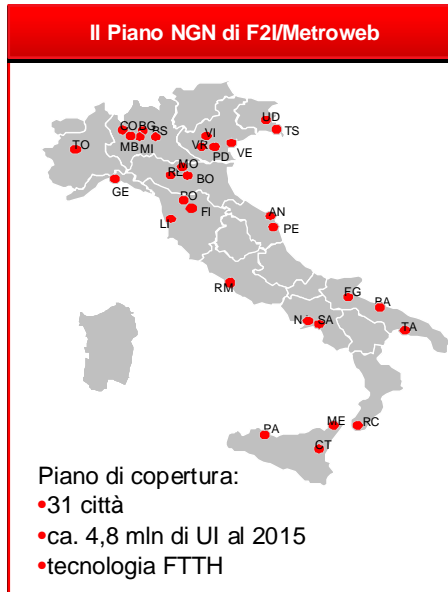 Il Piano NGN di F2I/Metroweb
UD
CO BG
BS
VI
TS
TO
MB MI
VR
PD
VE
MO
RE
BO
GE
PO
FI
AN
LI
PE
RM
FG
BA
NA
SA
TA
PA
ME
RC
CT
Piano di copertura:
•31 città
•ca. 4,8 mln di UI al 2015
•tecnologia FTTH